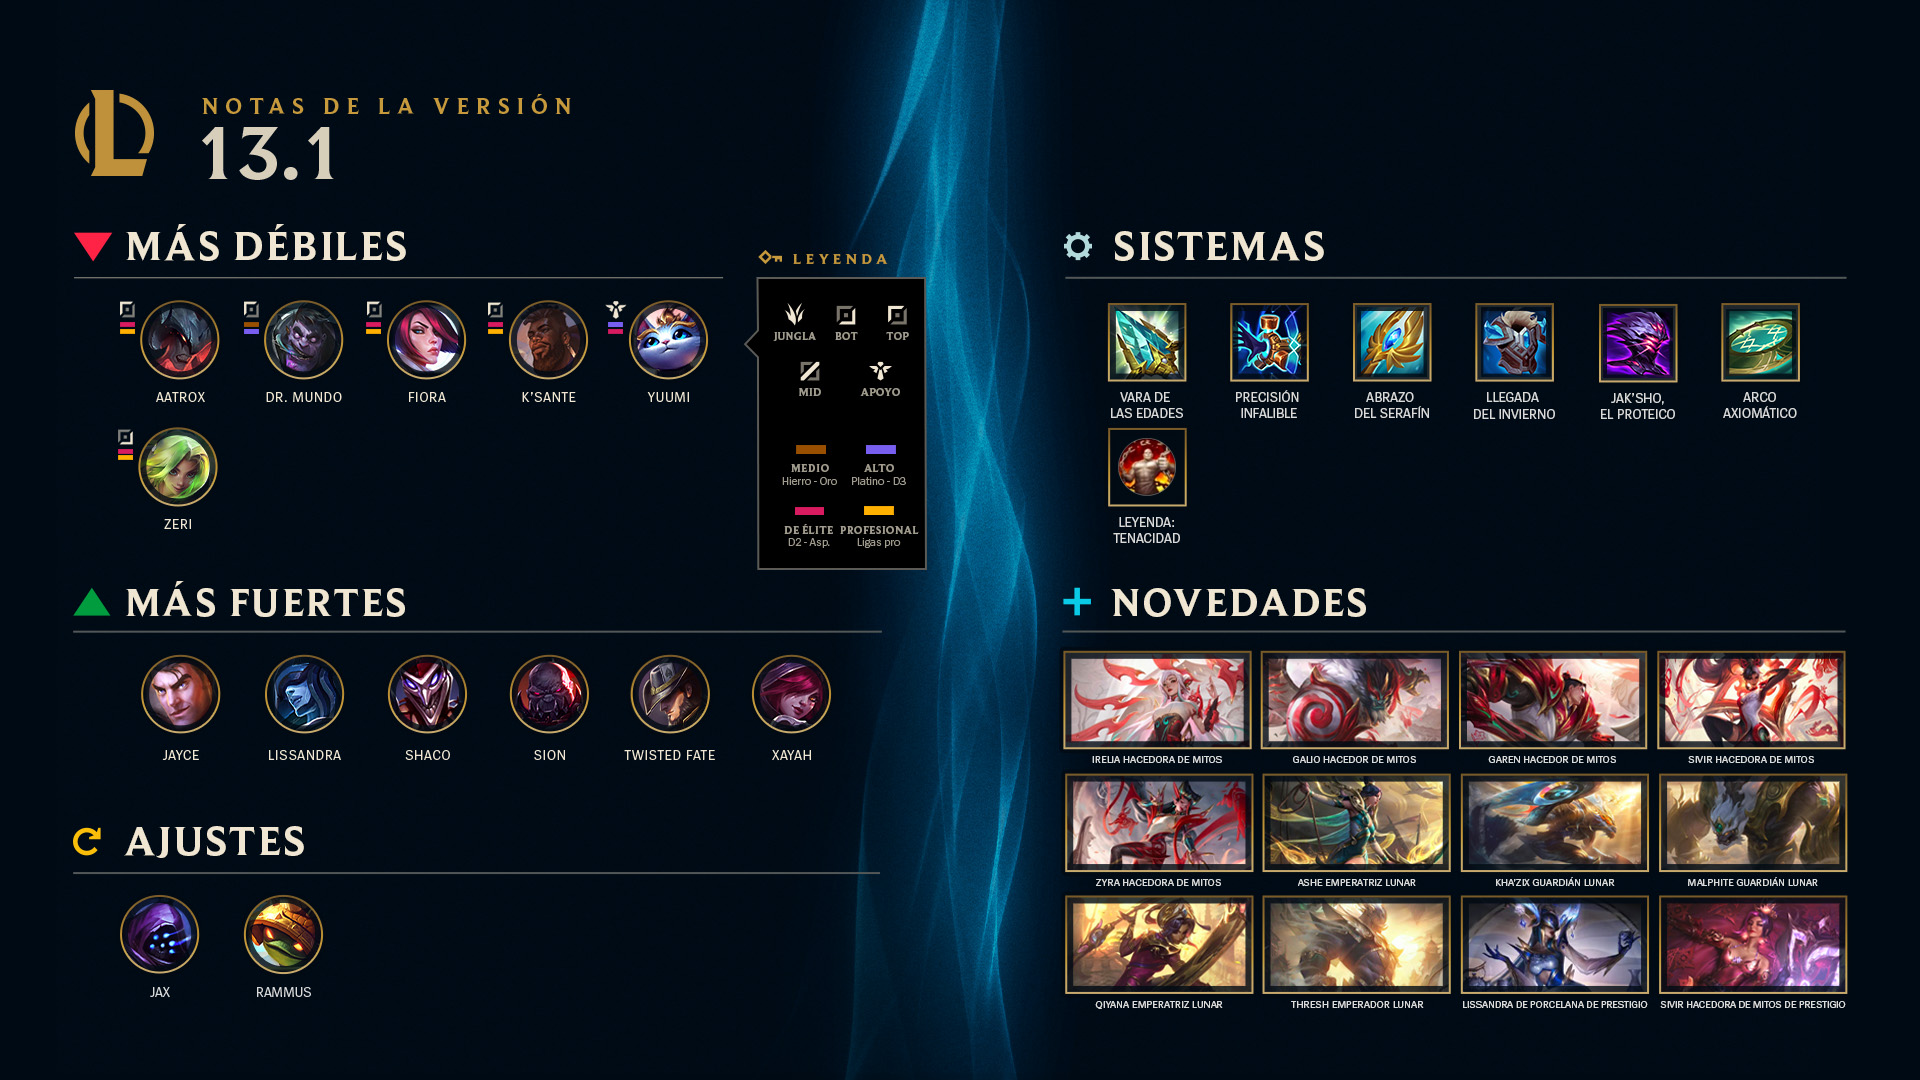 NOTAS DE LA VERSIÓN
13.1
MÁS DÉBILES
AATROX
DR. MUNDO
FIORA
K'SANTE
YUUMI
ZERI
LEYENDA
JUNGLA
BOT
TOP
MID
APOYO
MEDIO
Hierro - Oro
ALTO
Platino - D3
DE ÉLITE
D2 - Asp.
PROFESIONAL
Ligas pro
MÁS FUERTES
JAYCE
LISSANDRA
SHACO
SION
TWISTED FATE
XAYAH
AJUSTES
JAX
RAMMUS
SISTEMAS
VARA DE
LAS EDADES
PRECISIÓN
INFALIBLE
ABRAZO
DEL SERAFÍN
LLEGADA
DEL INVIERNO
JAK'SHO,
EL PROTEICO
ARCO
AXIOMÁTICO
LEYENDA:
TENACIDAD
NOVEDADES
IRELIA HACEDORA DE MITOS
GALIO HACEDOR DE MITOS
GAREN HACEDOR DE MITOS
SIVIR HACEDORA DE MITOS
ZYRA HACEDORA DE MITOS
ASHE EMPERATRIZ LUNAR
KHA'ZIX GUARDIÁN LUNAR
MALPHITE GUARDIÁN LUNAR
QIYANA EMPERATRIZ LUNAR
THRESH EMPERADOR LUNAR
LISSANDRA DE PORCELANA DE PRESTIGIO
SIVIR HACEDORA DE MITOS DE PRESTIGIO